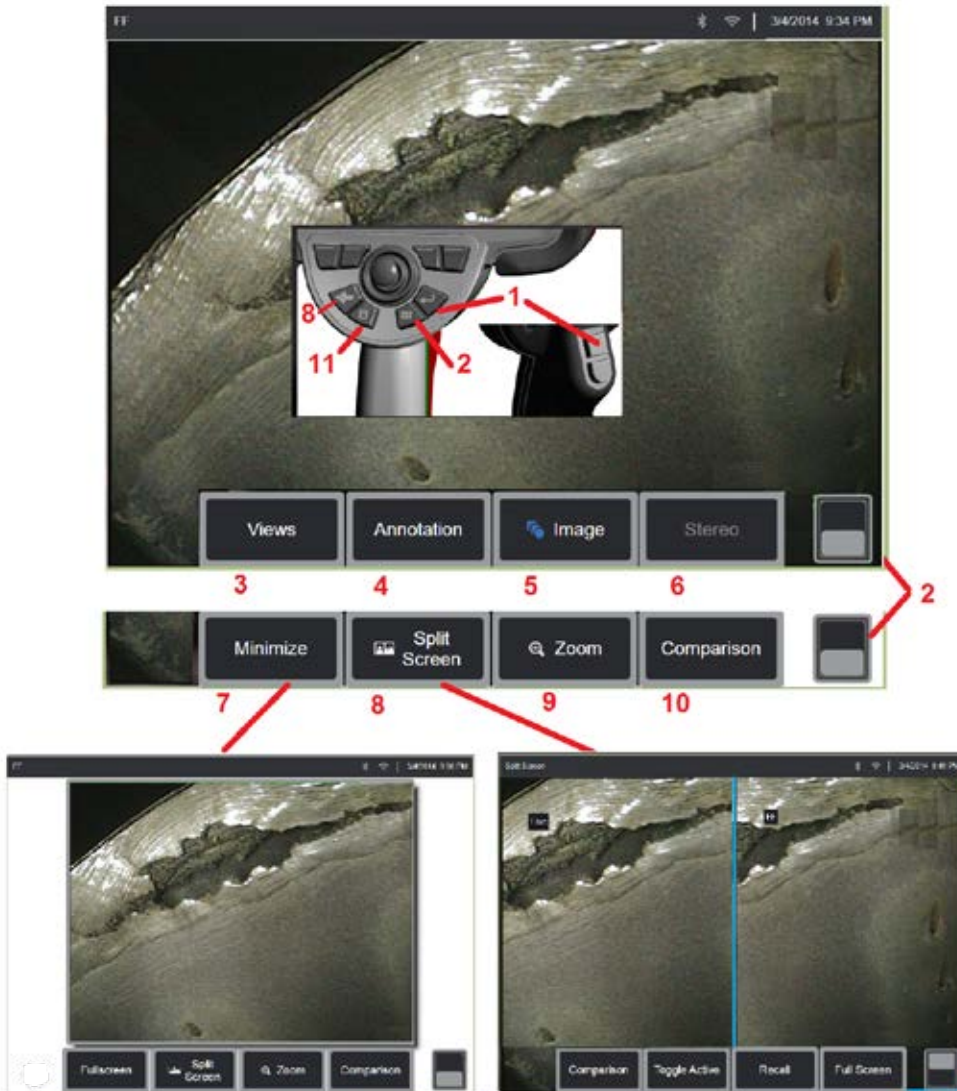 FF
3/4/2014 9:34 PM
1
8
11
2
Views
Annotation
Image
Stereo
3
4
5
6
2
Minimize
Split
Screen
Zoom
Comparison
7
8
9
10
FF
Split Screen
FF
Fullscreen
Split
Screen
Zoom
Comparison
Comparison
Toggle Active
Recall
Full Screen